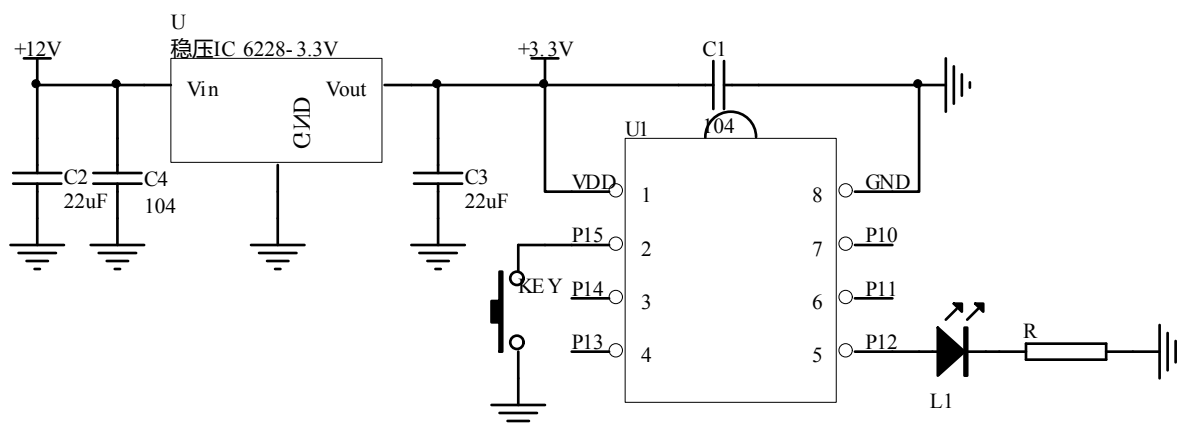 U
稳压IC 6228-3.3V
+12V
Vin
Vout
GND
+3.3V
C1
104
C2
22uF
C4
104
C3
22uF
U1
VDD
1
8
GND
P15
2
7
P10
KEY
P14
3
6
P11
P13
4
5
P12
L1
R